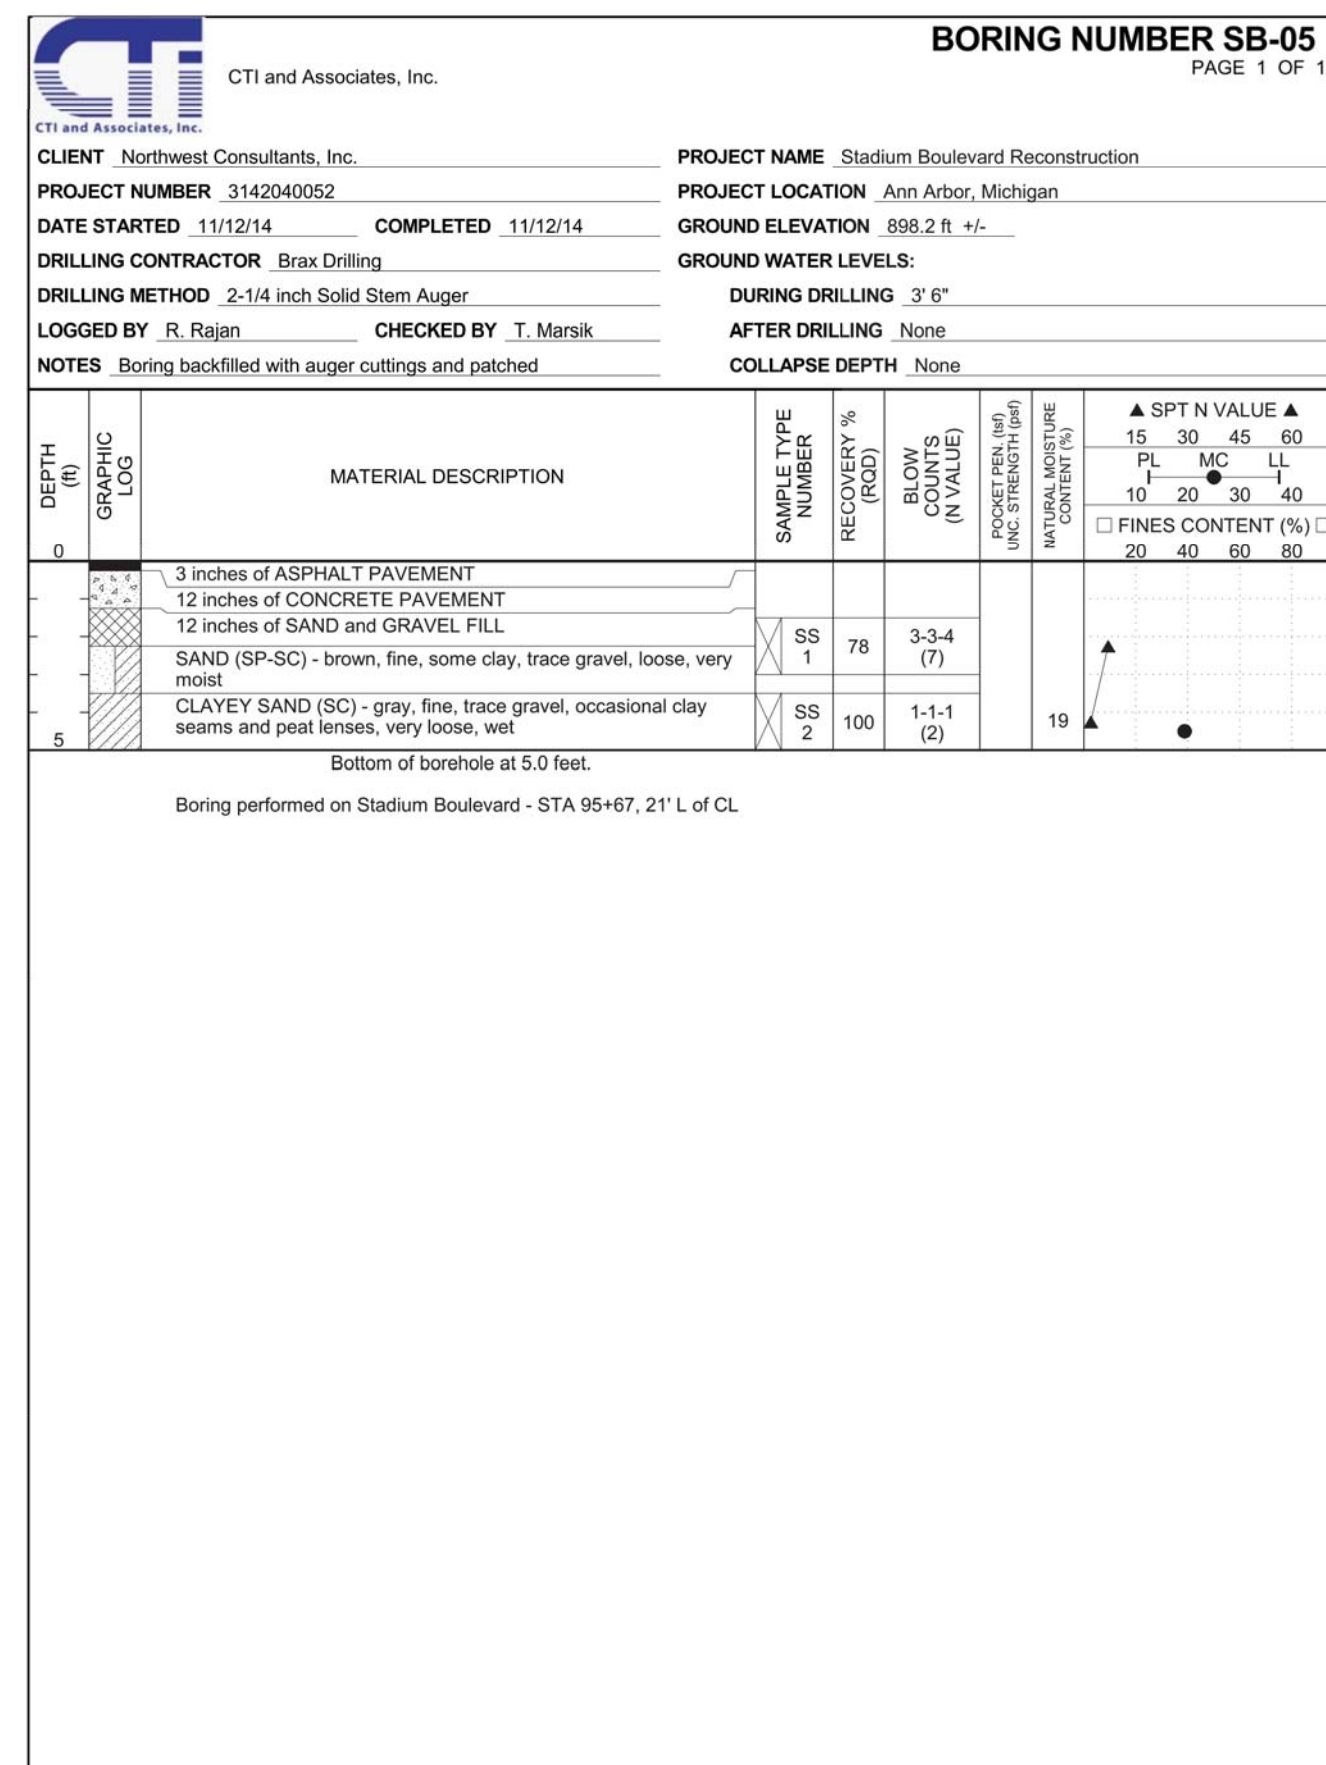 BORING NUMBER SB-05
PAGE 1 OF 1
CTI
CTI and Associates, Inc.
CTI and Associates, Inc.
CLIENT Northwest Consultants, Inc. PROJECT NAME Stadium Boulevard Reconstruction
PROJECT NUMBER 3142040052 PROJECT LOCATION Ann Arbor, Michigan
DATE STARTED 11/12/14 COMPLETED 11/12/14 GROUND ELEVATION 898.2 ft +/-
DRILLING CONTRACTOR Brax Drilling GROUND WATER LEVELS:
DRILLING METHOD 2-1/4 inch Solid Stem Auger DURING DRILLING 3' 6"
LOGGED BY R. Rajan CHECKED BY T. Marsik AFTER DRILLING None
NOTES Boring backfilled with auger cuttings and patched COLLAPSE DEPTH None
DEPTH
(ft)
GRAPHIC
LOG
MATERIAL DESCRIPTION
SAMPLE TYPE
NUMBER
RECOVERY %
(RQD)
BLOW
COUNTS
(N VALUE)
POCKET PEN. (tsf)
UNC. STRENGTH (psf)
NATURAL MOISTURE
CONTENT (%)
▲ SPT N VALUE ▲
15 30 45 60
PL MC LL
10 20 30 40
□ FINES CONTENT (%) □
20 40 60 80
0
3 inches of ASPHALT PAVEMENT
12 inches of CONCRETE PAVEMENT
12 inches of SAND and GRAVEL FILL
SAND (SP-SC) - brown, fine, some clay, trace gravel, loose, very
moist
SS
1
78
3-3-4
(7)
CLAYEY SAND (SC) - gray, fine, trace gravel, occasional clay
seams and peat lenses, very loose, wet
SS
2
100
1-1-1
(2)
19
5
Bottom of borehole at 5.0 feet.
Boring performed on Stadium Boulevard - STA 95+67, 21' L of CL